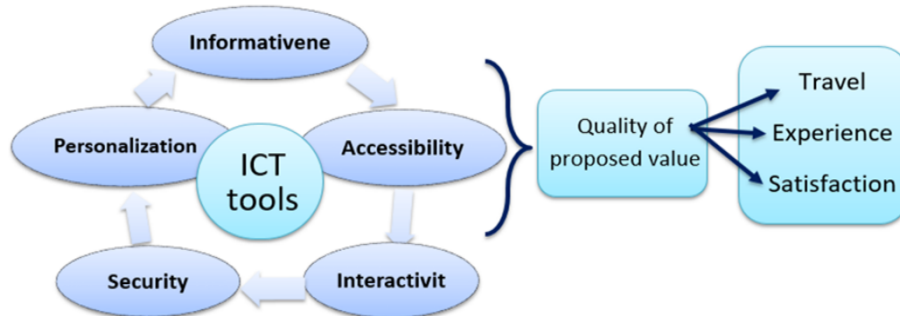 Informativene
Personalization
ICT
tools
Accessibility
Security
Interactivit
Quality of
proposed value
Travel
Experience
Satisfaction